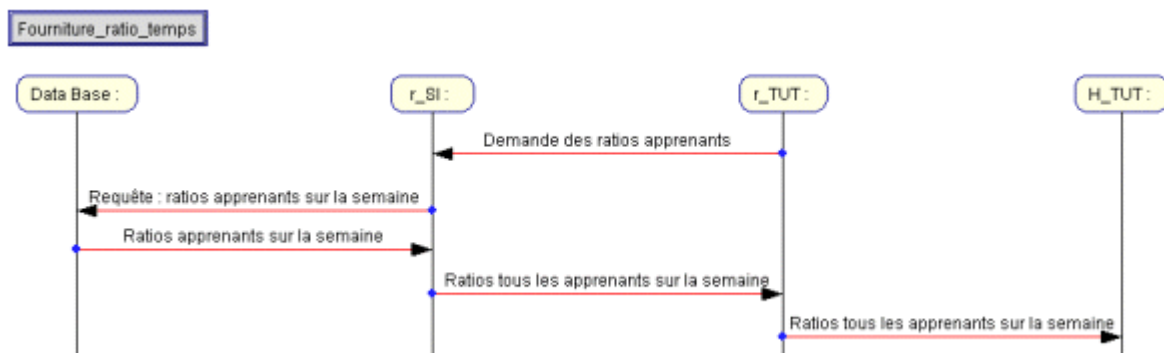 Fourniture_ratio_temps
Data Base :
r_SI :
r_TUT :
H_TUT :
Demande des ratios apprenants
Requête : ratios apprenants sur la semaine
Ratios apprenants sur la semaine
Ratios tous les apprenants sur la semaine
Ratios tous les apprenants sur la semaine